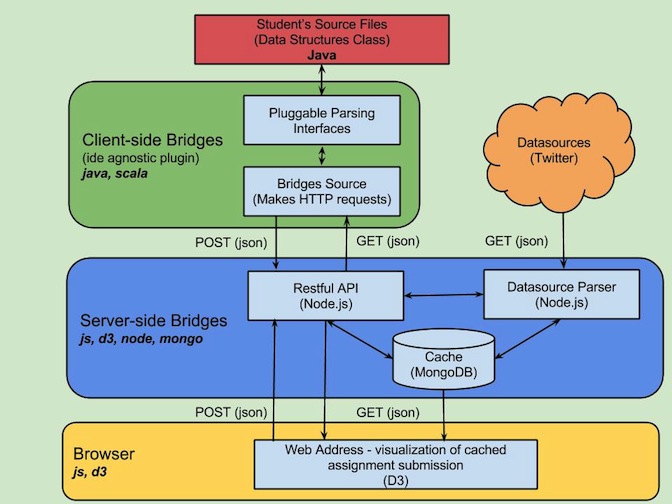 Student's Source Files
(Data Structures Class)
Java
Pluggable Parsing
Interfaces
Client-side Bridges
(ide agnostic plugin)
java, scala
Bridges Source
(Makes HTTP requests)
Datasources
(Twitter)
POST (json)
GET (json)
GET (json)
Restful API
(Node.js)
Datasource Parser
(Node.js)
Server-side Bridges
js, d3, node, mongo
Cache
(MongoDB)
POST (json)
GET (json)
Browser
js, d3
Web Address - visualization of cached
assignment submission
(D3)